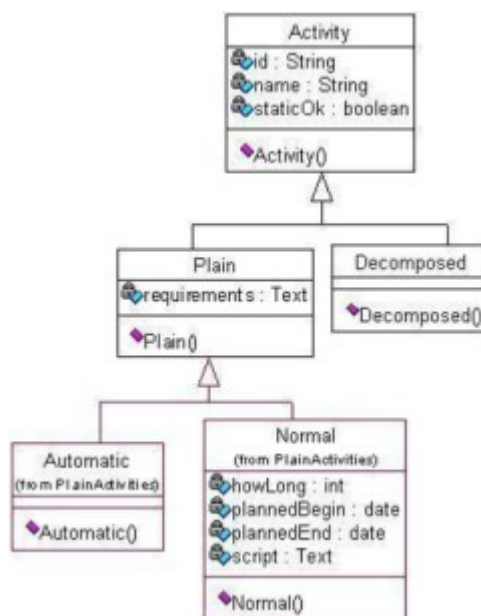 Activity
id : String
name : String
staticOk : boolean
Activity()
Plain
requirements : Text
Plain()
Decomposed
Decomposed()
Automatic
(from PlainActivities)
Automatic()
Normal
(from PlainActivities)
howLong : int
plannedBegin : date
plannedEnd : date
script : Text
Normal()